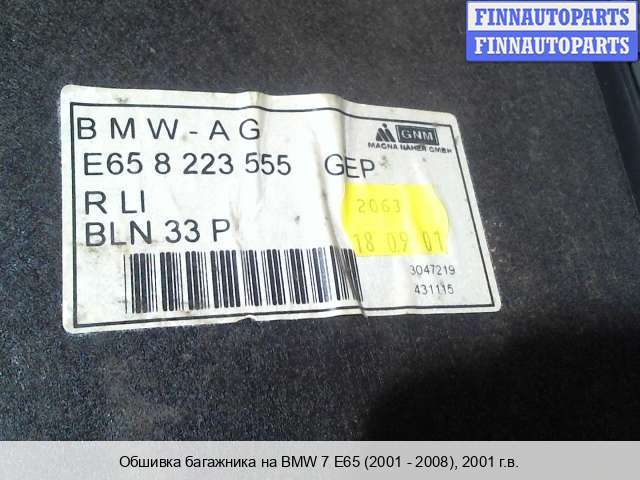 FINNAUTOPARTS
FINNAUTOPARTS
BMW.-AG
GNM
MAGNA NAHER GMBH
E65 8 223 555 GEP
R LI
2063
BLN 33 P
18 09 01
3047219
431115
Обшивка багажника на BMW 7 E65 (2001 - 2008), 2001 г.в.